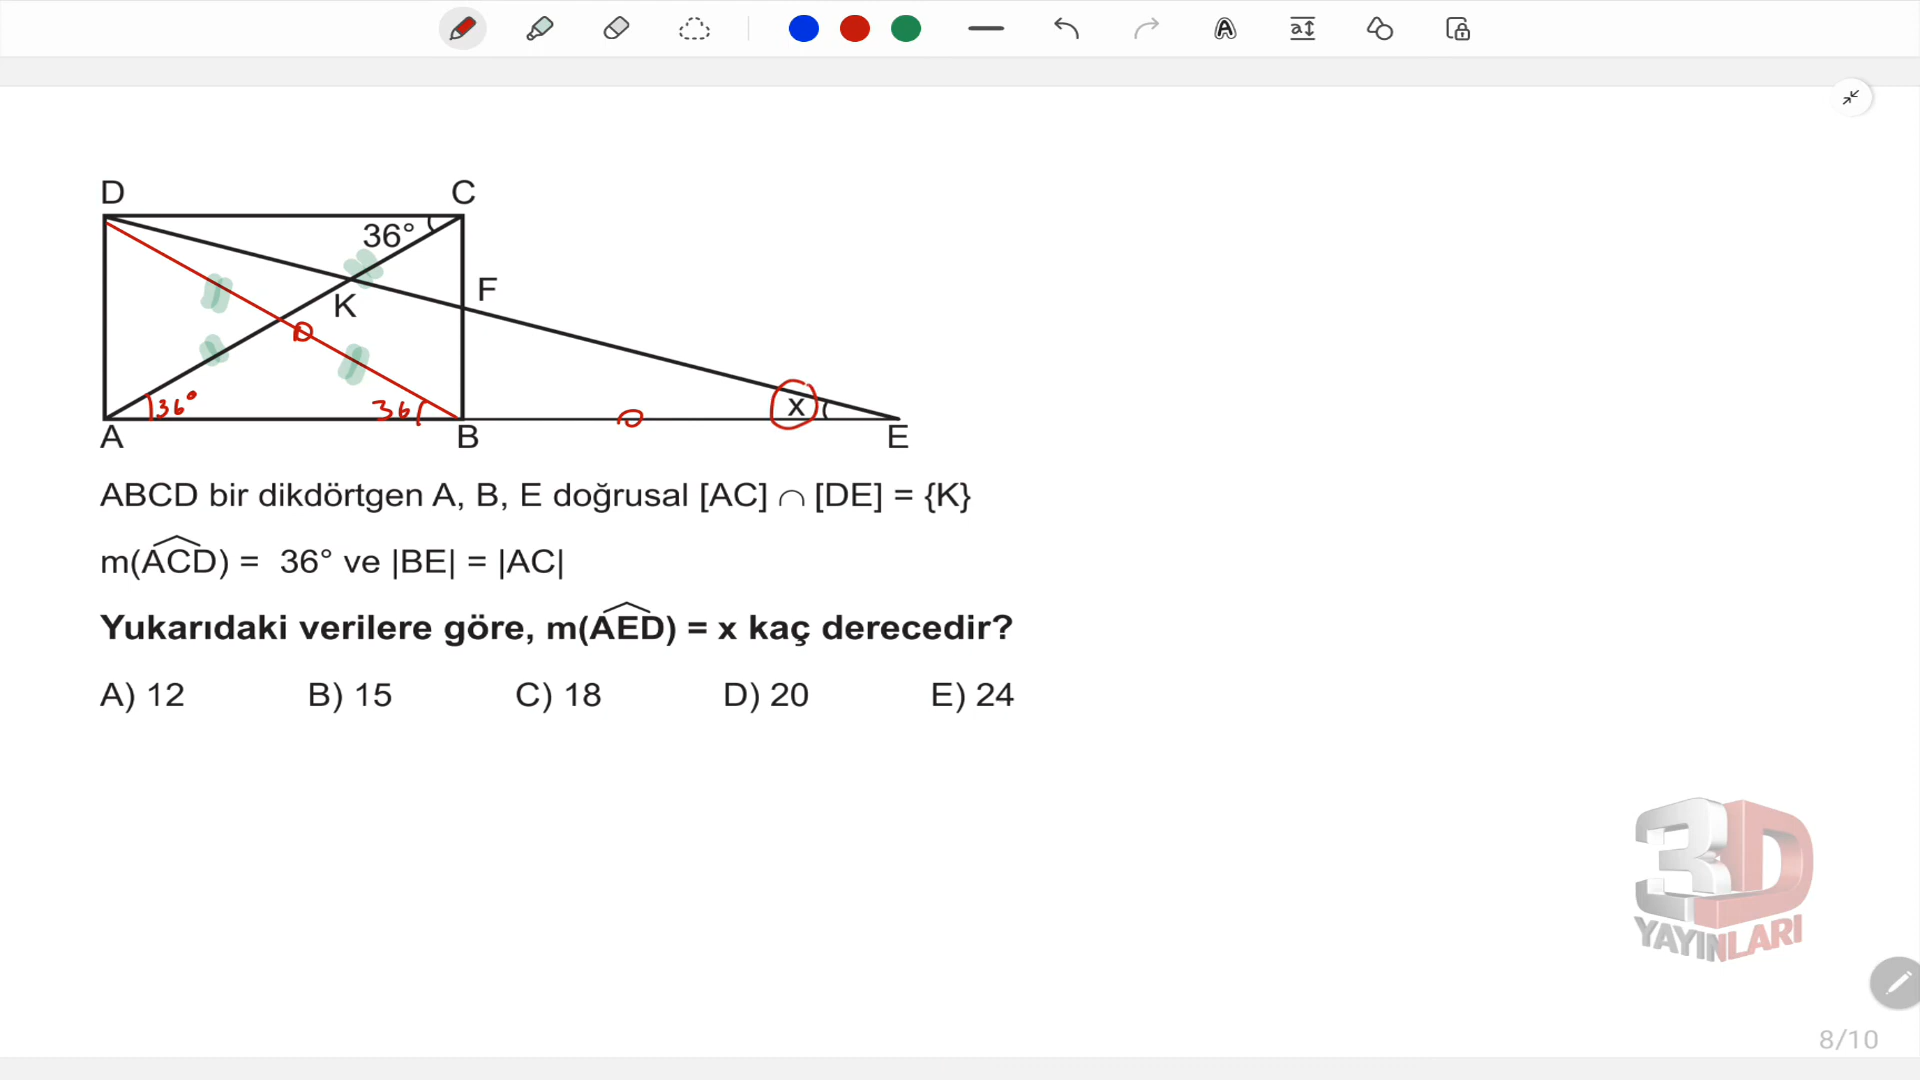 D
C
36°
F
K
36°
36
x
A
B
E
ABCD bir dikdörtgen A, B, E doğrusal [AC] ∩ [DE] = {K}
m(ACD) = 36° ve |BE| = |AC|
Yukarıdaki verilere göre, m(AED) = x kaç derecedir?
A) 12 B) 15 C) 18 D) 20 E) 24
3D
YAYINLARI
8/10